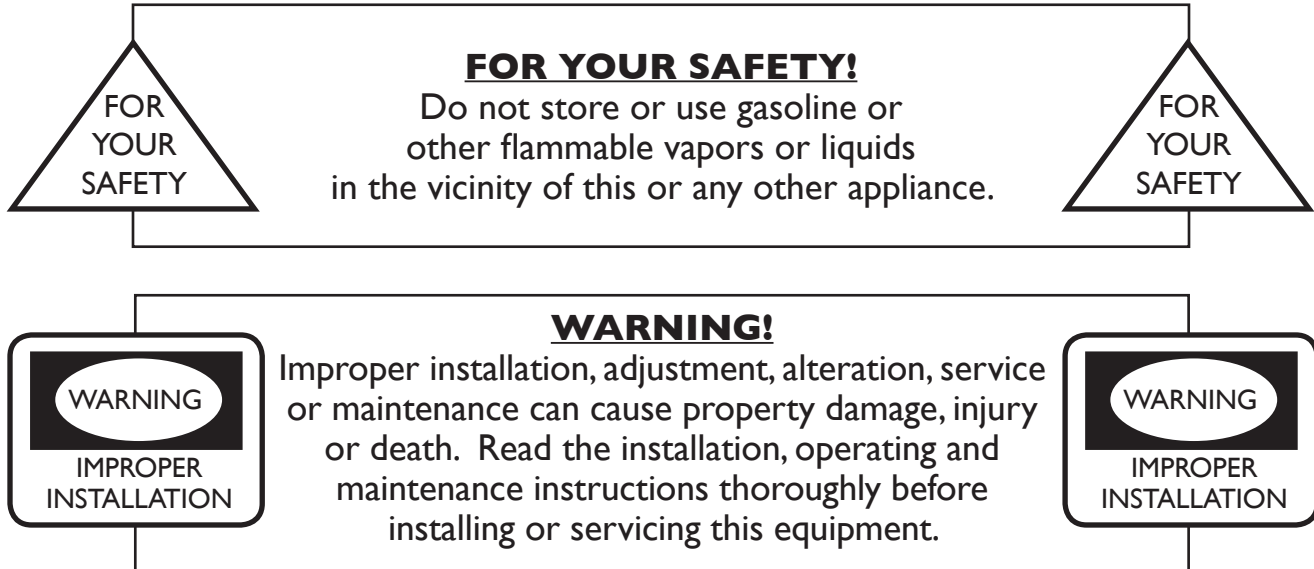 FOR YOUR SAFETY!
Do not store or use gasoline or
other flammable vapors or liquids
in the vicinity of this or any other appliance.
FOR
YOUR
SAFETY
FOR
YOUR
SAFETY
WARNING!
Improper installation, adjustment, alteration, service
or maintenance can cause property damage, injury
or death. Read the installation, operating and
maintenance instructions thoroughly before
installing or servicing this equipment.
WARNING
IMPROPER
INSTALLATION
WARNING
IMPROPER
INSTALLATION